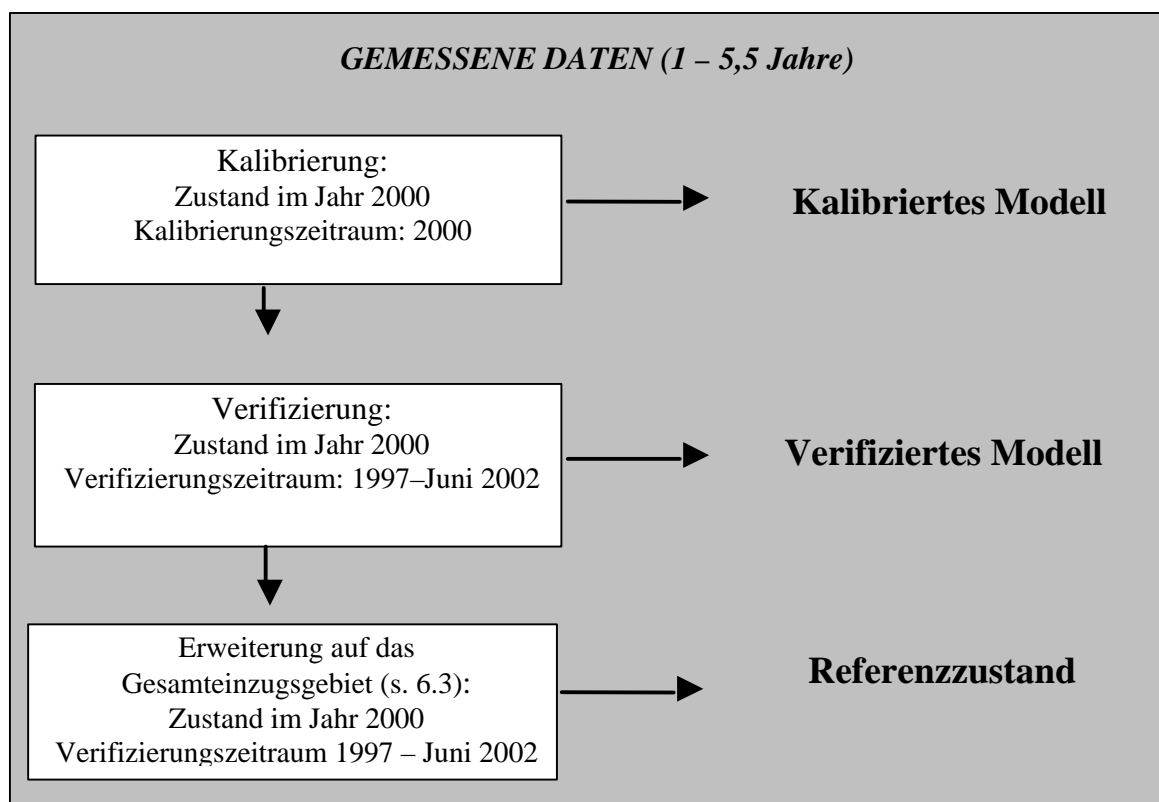 GEMESSENE DATEN (1 – 5,5 Jahre)
Kalibrierung:
Zustand im Jahr 2000
Kalibrierungszeitraum: 2000
Kalibriertes Modell
Verifizierung:
Zustand im Jahr 2000
Verifizierungszeitraum: 1997–Juni 2002
Verifiziertes Modell
Erweiterung auf das
Gesamteinzugsgebiet (s. 6.3):
Zustand im Jahr 2000
Verifizierungszeitraum 1997 – Juni 2002
Referenzzustand